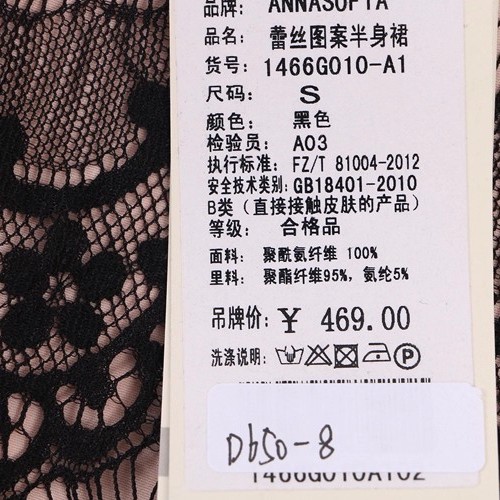 品牌: ANNASOFIA
品名: 蕾丝图案半身裙
货号: 1466G010-A1
尺码: S
颜色: 黑色
检验员: A03
执行标准: FZ/T 81004-2012
安全技术类别: GB18401-2010
B类 (直接接触皮肤的产品)
等级: 合格品
面料: 聚酰氨纤维 100%
里料: 聚酯纤维95%, 氨纶5%
吊牌价: ¥ 469.00
洗涤说明:
Db50-8
1466G010A102